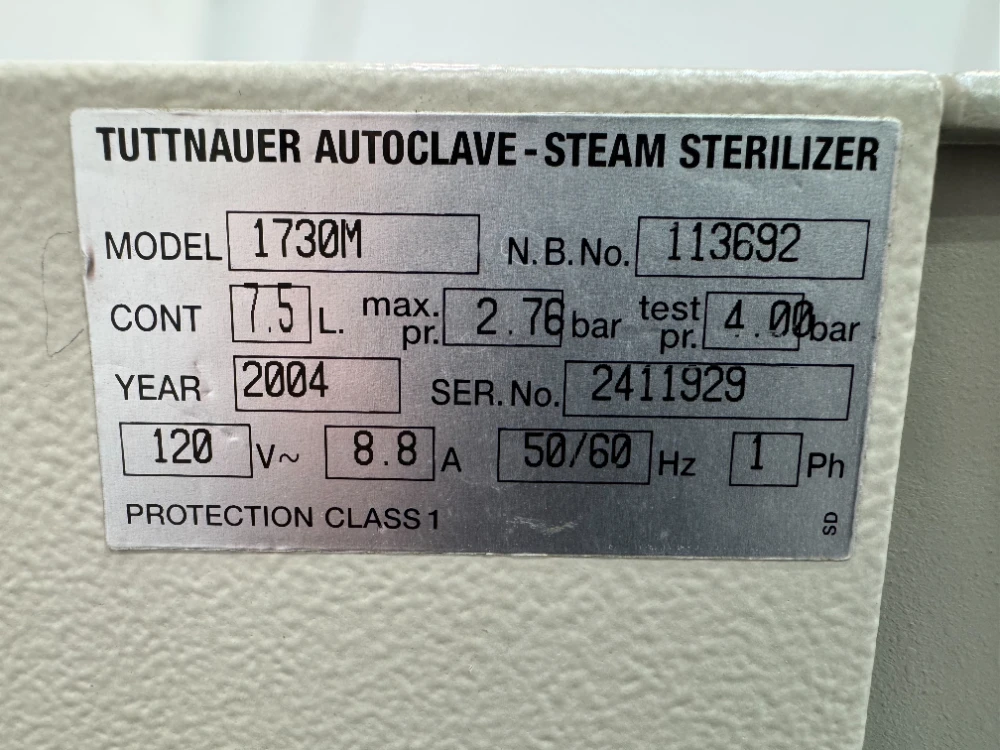 TUTTNAUER AUTOCLAVE - STEAM STERILIZER
MODEL 1730M N.B.No. 113692
CONT 7.5 L. max. pr. 2.76 bar test pr. 4.00 bar
YEAR 2004 SER.No. 2411929
120 V~ 8.8 A 50/60 Hz 1 Ph
PROTECTION CLASS 1
SD